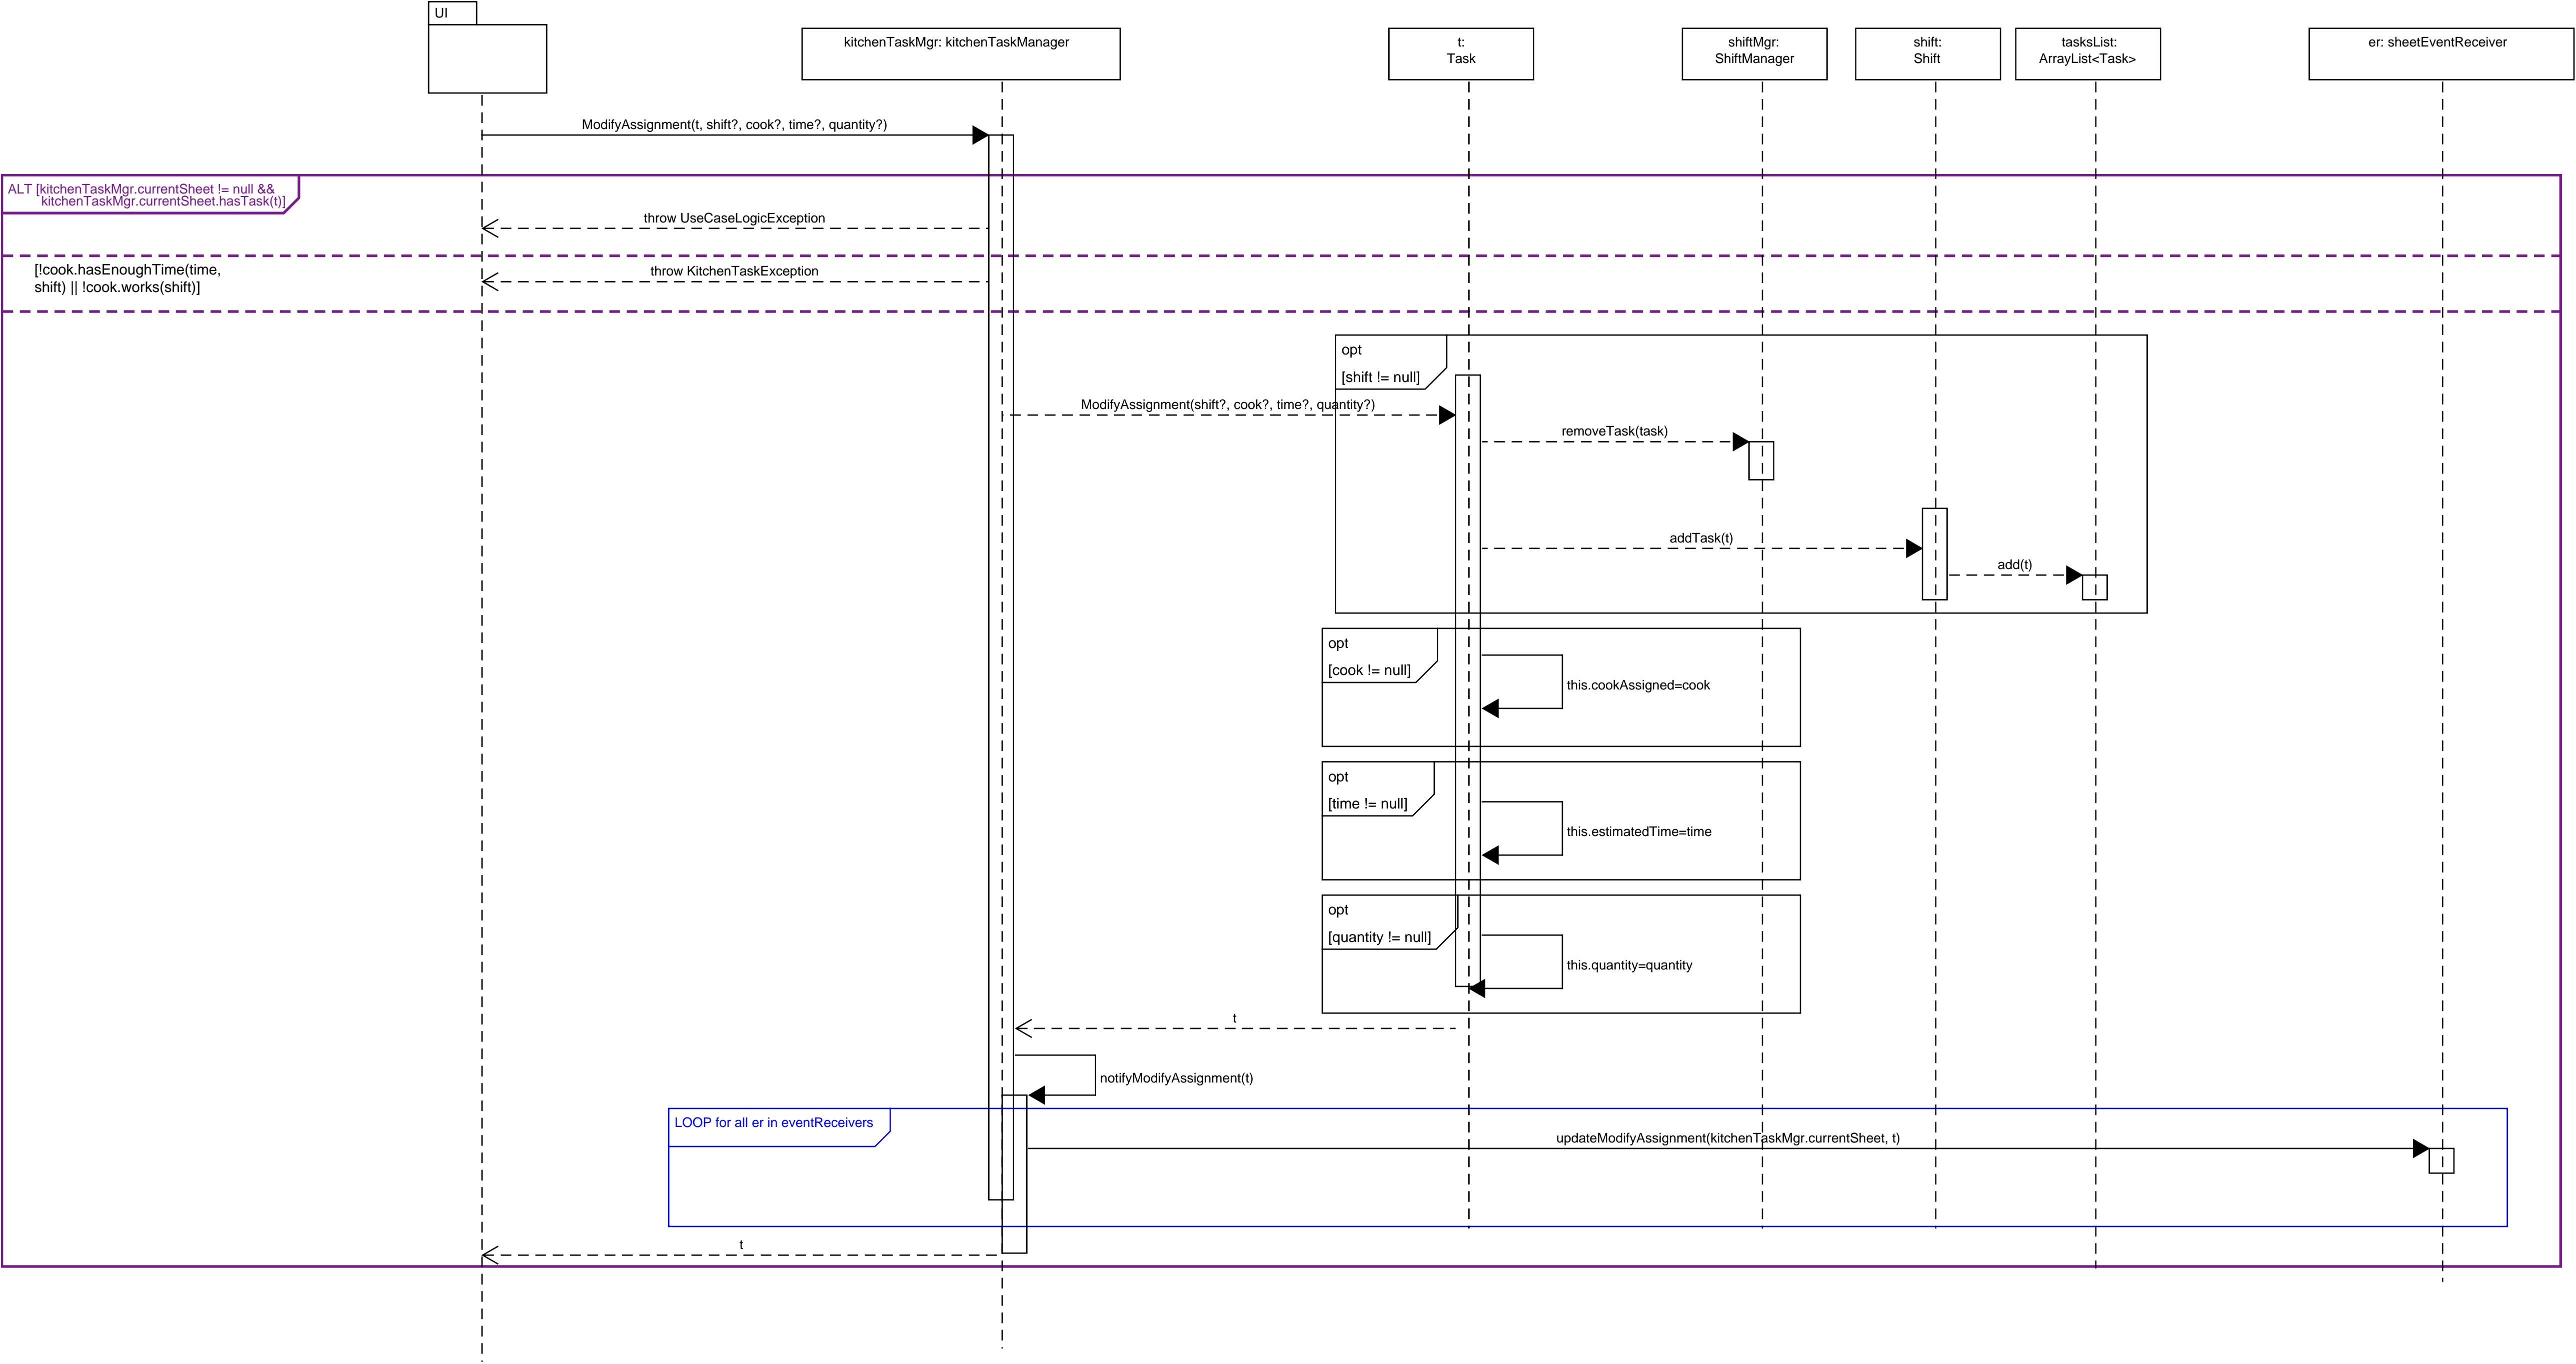 UI
kitchenTaskMgr: kitchenTaskManager
t:
Task
shiftMgr:
ShiftManager
shift:
Shift
tasksList:
ArrayList<Task>
er: sheetEventReceiver
ModifyAssignment(t, shift?, cook?, time?, quantity?)
ALT [kitchenTaskMgr.currentSheet != null &&
kitchenTaskMgr.currentSheet.hasTask(t)]
throw UseCaseLogicException
[!cook.hasEnoughTime(time,
shift) || !cook.works(shift)]
throw KitchenTaskException
opt
[shift != null]
ModifyAssignment(shift?, cook?, time?, quantity?)
removeTask(task)
addTask(t)
add(t)
opt
[cook != null]
this.cookAssigned=cook
opt
[time != null]
this.estimatedTime=time
opt
[quantity != null]
this.quantity=quantity
t
notifyModifyAssignment(t)
LOOP for all er in eventReceivers
updateModifyAssignment(kitchenTaskMgr.currentSheet, t)
t